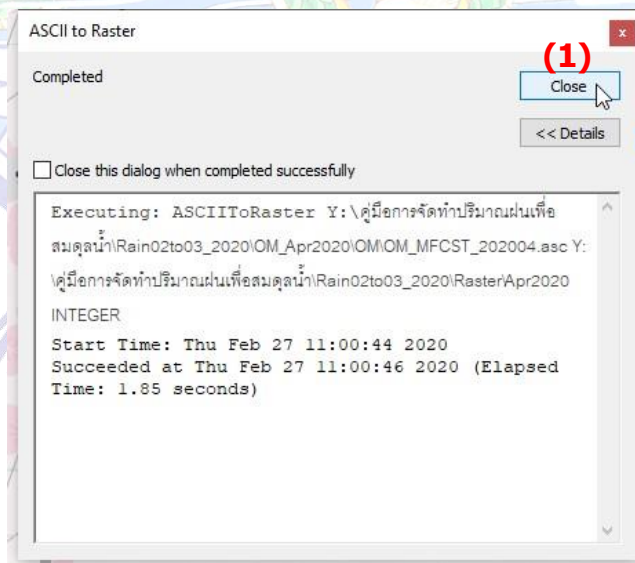 ASCII to Raster
x
Completed
(1)
Close
<< Details
Close this dialog when completed successfully
Executing: ASCIIToRaster Y:\คู่มือการจัดทำปริมาณฝนเพื่อ
สมดุลน้ำ\Rain02to03_2020\OM_Apr2020\OM\OM_MFCST_202004.asc Y:
\คู่มือการจัดทำปริมาณฝนเพื่อสมดุลน้ำ\Rain02to03_2020\Raster\Apr2020
INTEGER
Start Time: Thu Feb 27 11:00:44 2020
Succeeded at Thu Feb 27 11:00:46 2020 (Elapsed
Time: 1.85 seconds)